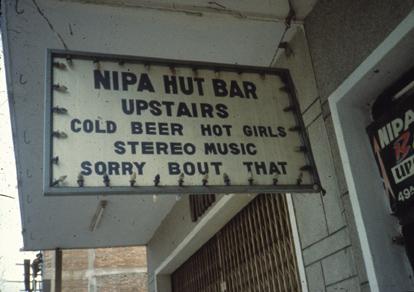 NIPA HUT BAR
UPSTAIRS
COLD BEER HOT GIRLS
STEREO MUSIC
SORRY BOUT THAT
NIPA